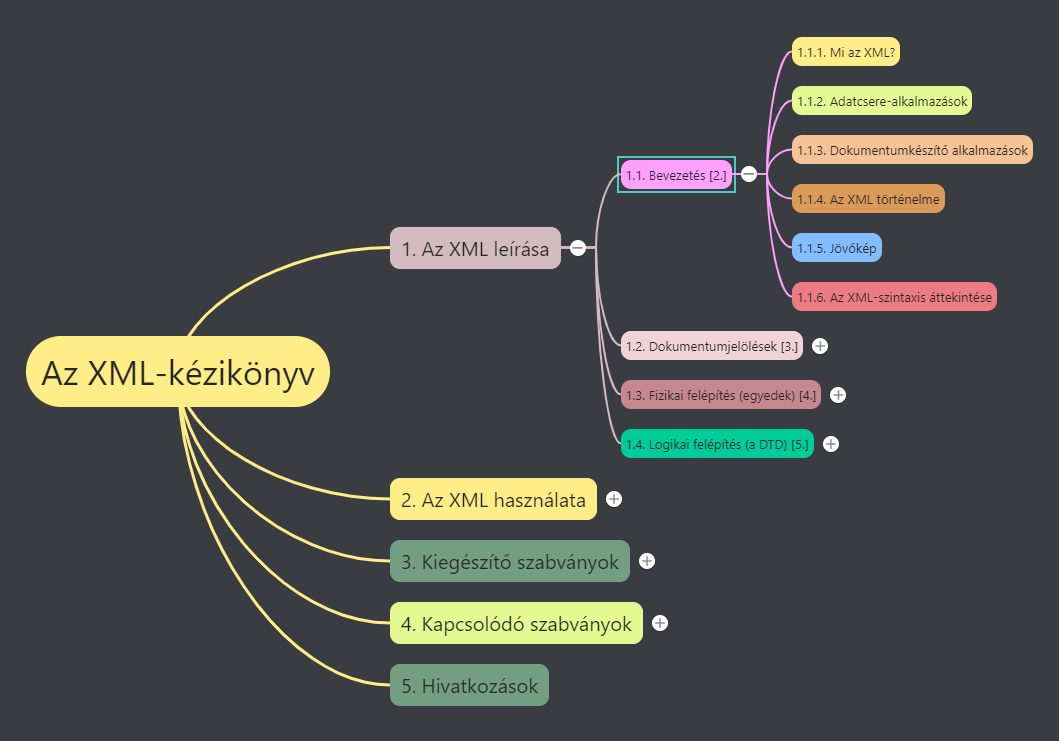 Az XML-kézikönyv
1. Az XML leírása
1.1. Bevezetés [2.]
1.1.1. Mi az XML?
1.1.2. Adatcsere-alkalmazások
1.1.3. Dokumentumkészítő alkalmazások
1.1.4. Az XML történelme
1.1.5. Jövőkép
1.1.6. Az XML-szintaxis áttekintése
1.2. Dokumentumjelölések [3.]
1.3. Fizikai felépítés (egyedek) [4.]
1.4. Logikai felépítés (a DTD) [5.]
2. Az XML használata
3. Kiegészítő szabványok
4. Kapcsolódó szabványok
5. Hivatkozások